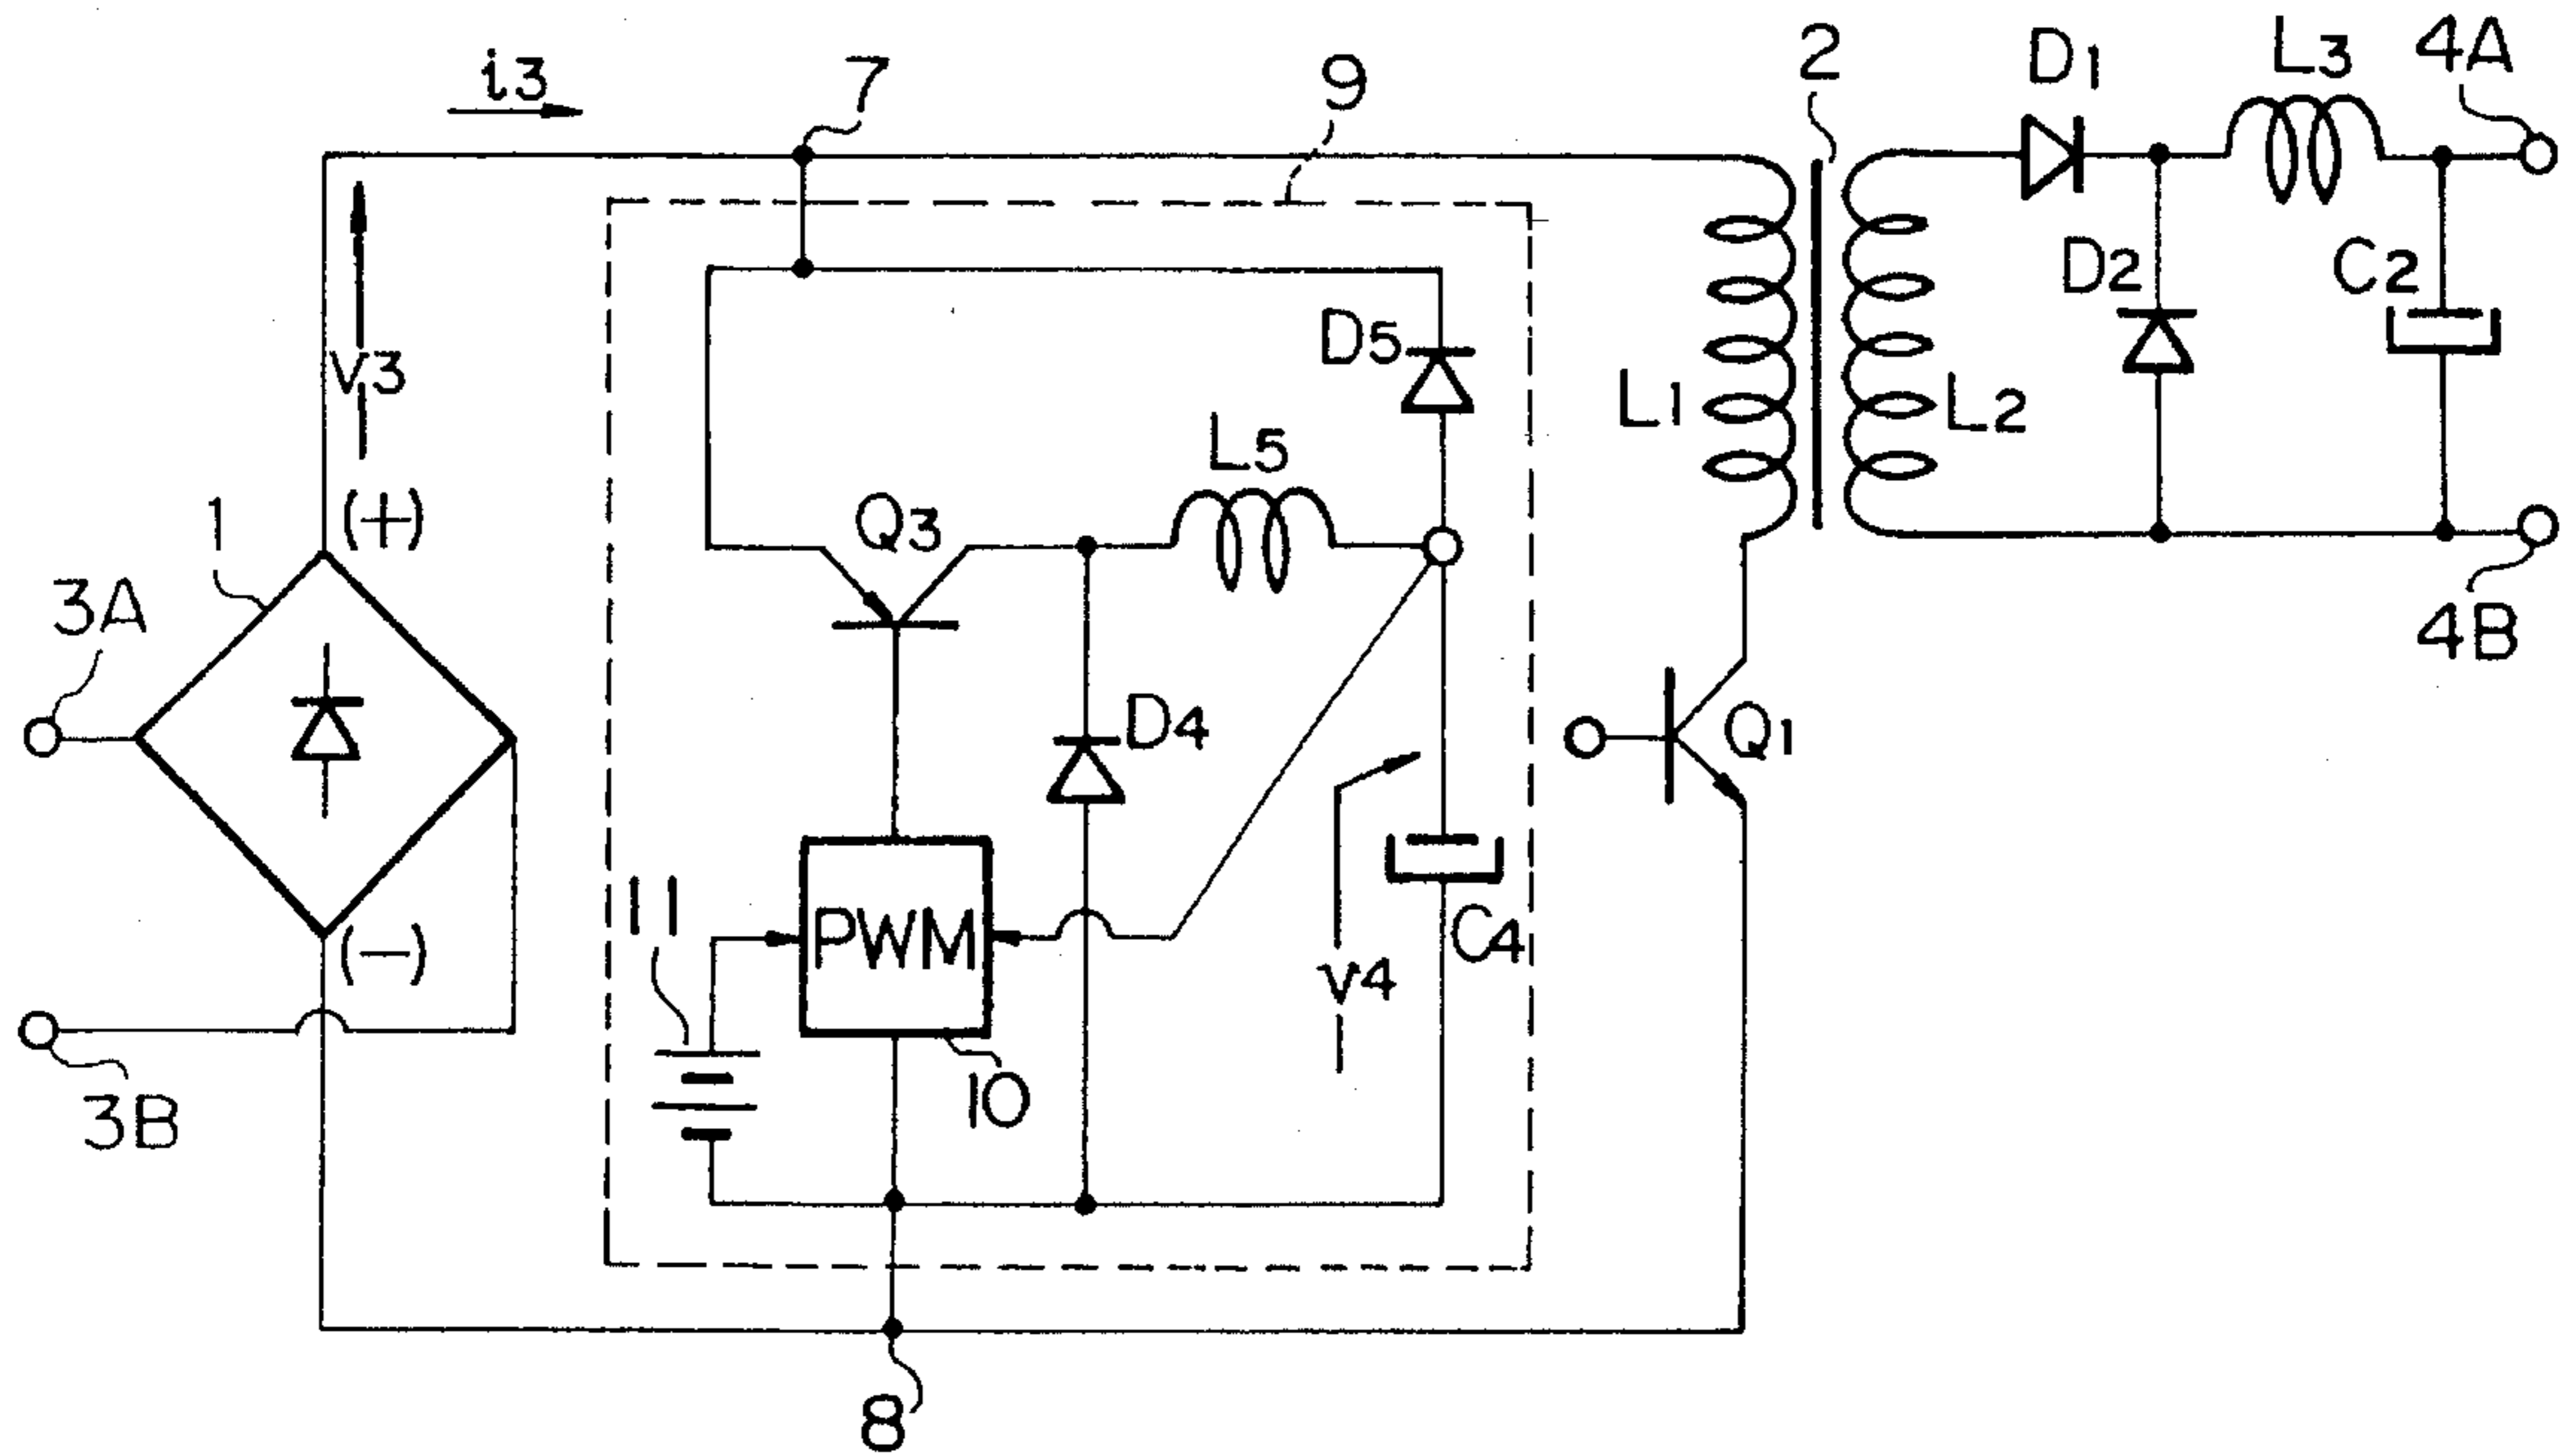 i3
7
9
2
D1
L3
4A
v3
D5
D2
C2
L1
L2
L5
1
(+)
Q3
3A
4B
D4
Q1
11
PWM
(—)
C4
v4
10
3B
8